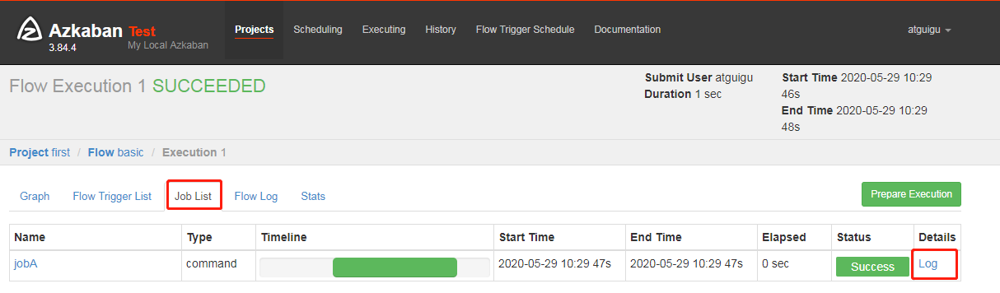 Azkaban Test
3.84.4 My Local Azkaban
Projects Scheduling Executing History Flow Trigger Schedule Documentation atguigu
Flow Execution 1 SUCCEEDED
Submit User atguigu
Duration 1 sec
Start Time 2020-05-29 10:29
46s
End Time 2020-05-29 10:29
48s
Project first / Flow basic / Execution 1
Graph Flow Trigger List Job List Flow Log Stats Prepare Execution
Name Type Timeline Start Time End Time Elapsed Status Details
jobA command 2020-05-29 10:29 47s 2020-05-29 10:29 47s 0 sec Success Log